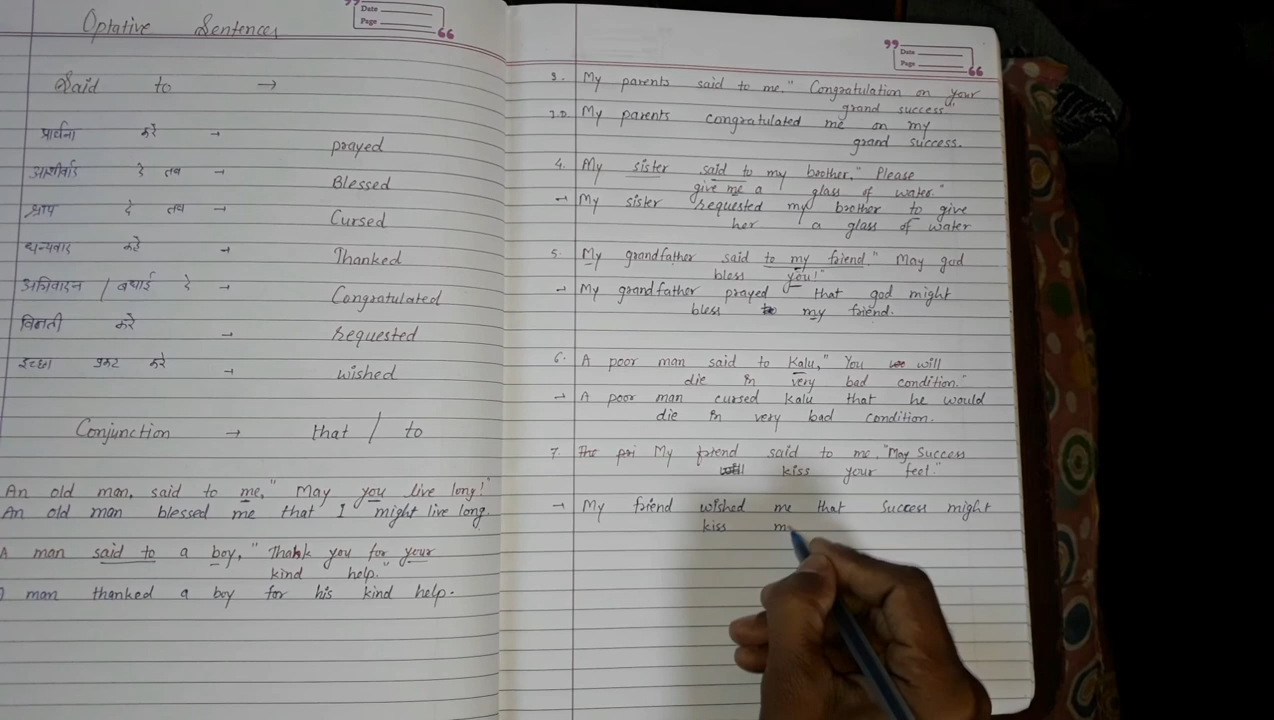 Optative Sentences
Date
Page
Said to →
प्रार्थना करे → prayed
आशीर्वाद दे तब → Blessed
श्राप दे तब → Cursed
धन्यवाद कहे → Thanked
अभिवादन / बधाई दे → Congratulated
विनती करे → requested
इच्छा प्रकट करे → wished
Conjunction → that / to
An old man, said to me," May you live long!"
An old man blessed me that I might live long.
A man said to a boy, " Thank you for your
kind help."
man thanked a boy for his kind help.
Date
Page
3. My parents said to me," Congratulation on your
grand success"
My parents congratulated me on my
grand success.
4. My sister said to my brother," Please
give me a glass of water."
→ My sister requested my brother to give
her a glass of water
5. My grandfather said to my friend." May god
bless you!"
→ My grandfather prayed that god might
bless my friend.
6. A poor man said to Kalu," You will
die in very bad condition."
→ A poor man cursed Kalu that he would
die in very bad condition.
7. My friend said to me, "May Success
kiss your feet."
→ My friend wished me that Success might
kiss m